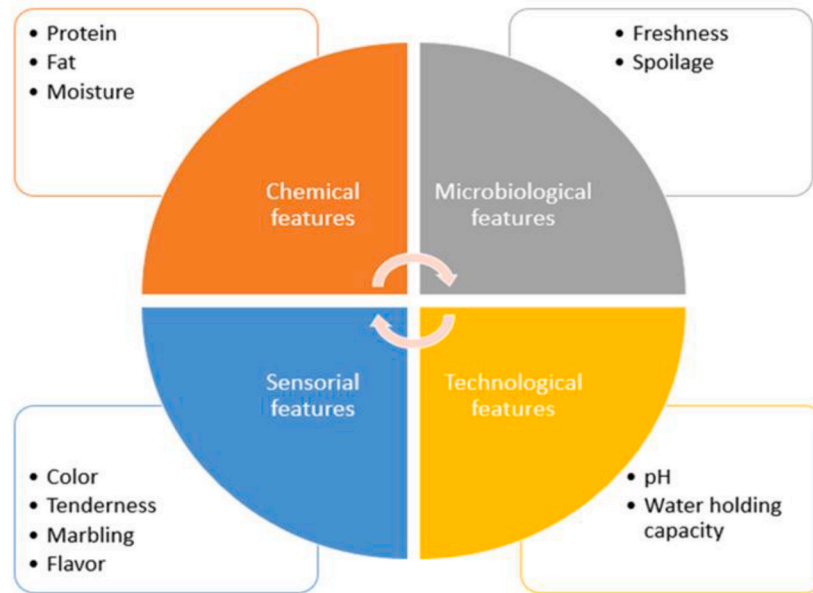 • Protein
• Fat
• Moisture
• Freshness
• Spoilage
Chemical
features
Microbiological
features
Sensorial
features
Technological
features
• Color
• Tenderness
• Marbling
• Flavor
• pH
• Water holding
capacity